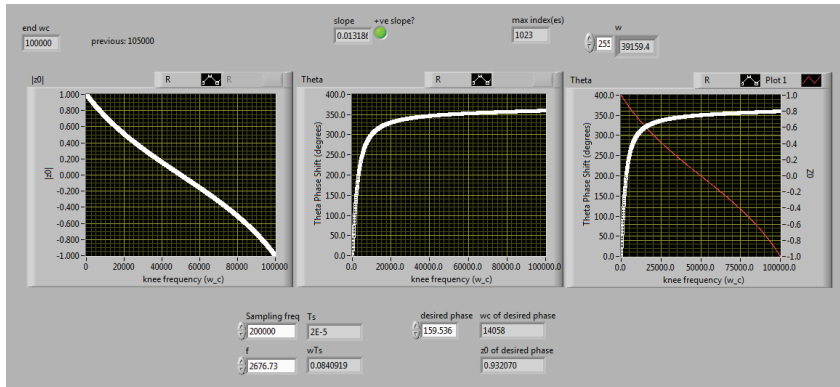 end wc
100000
previous: 105000
slope
0.01318
+ve slope?
max index(es)
1023
w
255
39159.4
|z0|
R
R
1.000
0.800
0.600
0.400
0.200
0.000
-0.200
-0.400
-0.600
-0.800
-1.000
|z0|
0
20000
40000
60000
80000
100000
knee frequency (w_c)
Theta
R
400.0
350.0
300.0
250.0
200.0
150.0
100.0
50.0
0.0
Theta Phase Shift (degrees)
0.0
20000.0
40000.0
60000.0
80000.0
100000.0
knee frequency (w_c)
Theta
R
Plot 1
400.0
350.0
300.0
250.0
200.0
150.0
100.0
50.0
0.0
Theta Phase Shift (degrees)
-1.0
-0.8
-0.6
-0.4
-0.2
-0.0
-0.2
-0.4
-0.6
-0.8
-1.0
Z0
0.0
25000.0
50000.0
75000.0
100000.0
knee frequency (w_c)
Sampling freq
200000
Ts
2E-5
f
2676.73
wTs
0.0840919
desired phase
159.536
wc of desired phase
14058
z0 of desired phase
0.932070